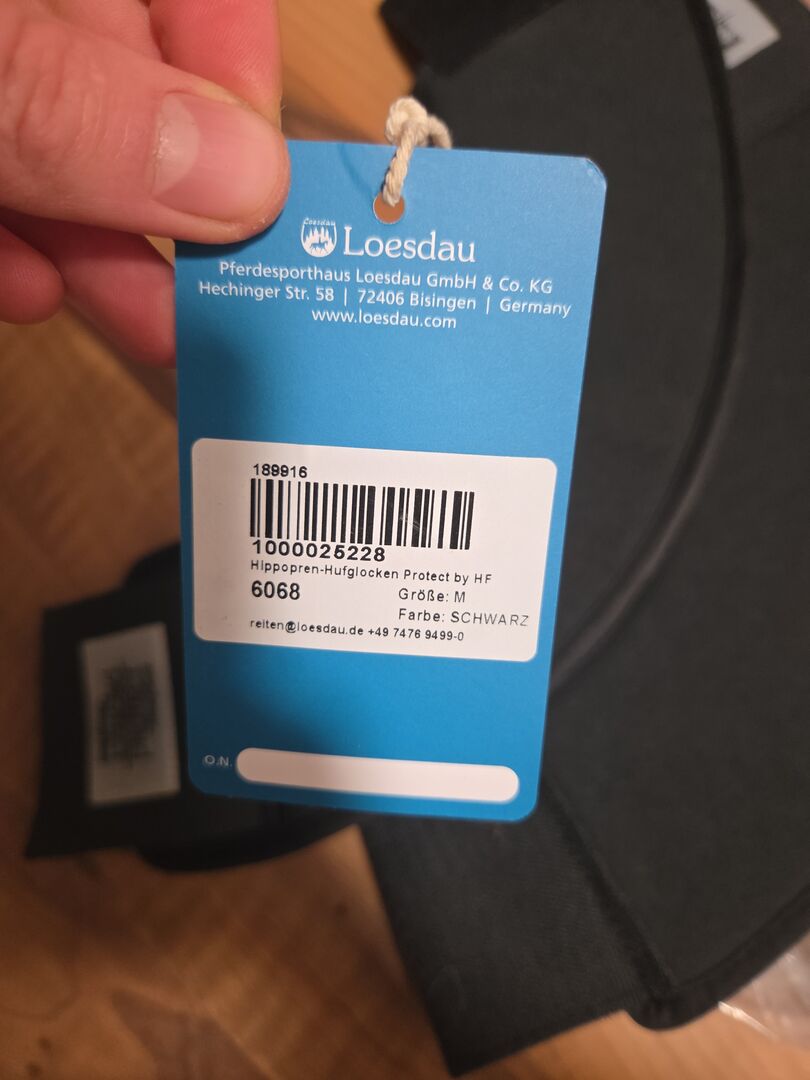 Loesdau
Loesdau
Pferdesporthaus Loesdau GmbH & Co. KG
Hechinger Str. 58 | 72406 Bisingen | Germany
www.loesdau.com
189916
1000025228
Hippopren-Hufglocken Protect by HF
6068
Größe: M
Farbe: SCHWARZ
reiten@loesdau.de +49 7476 9499-0
O.N.